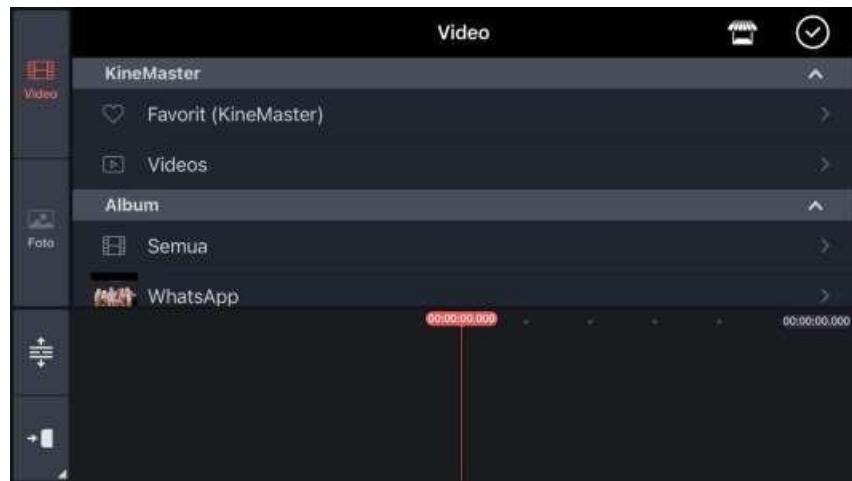 Video
KineMaster
Video
Favorit (KineMaster)
Videos
Album
Foto
Semua
WhatsApp
00:00:00.000
00:00:00.000